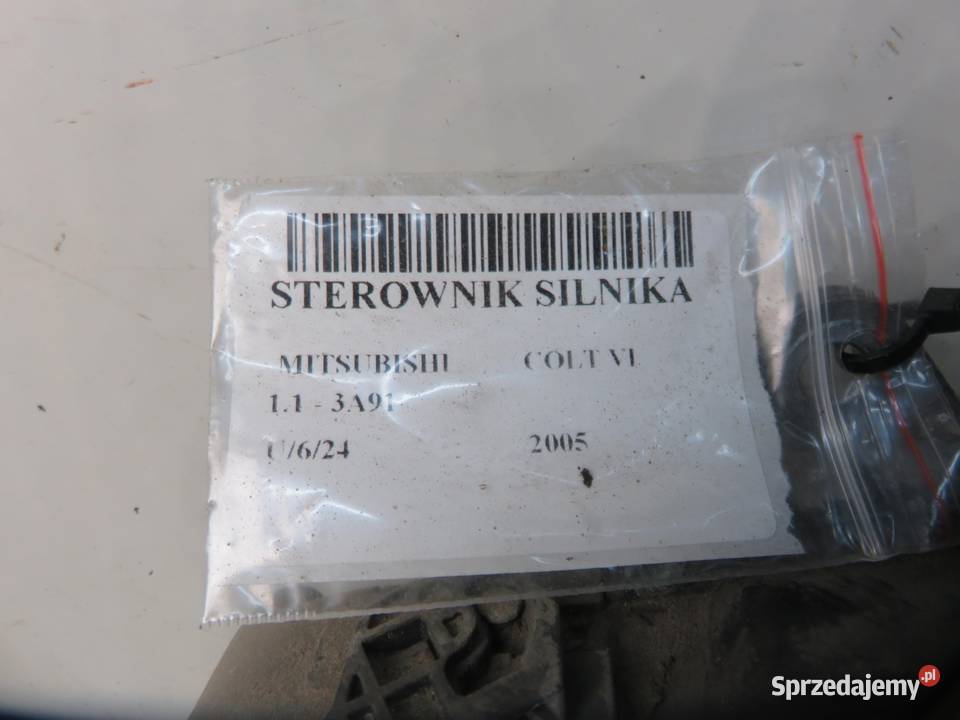 STEROWNIK SILNIKA
MITSUBISHI COLT VI
1.1 - 3A91
U/6/24 2005
Sprzedajemy.pl